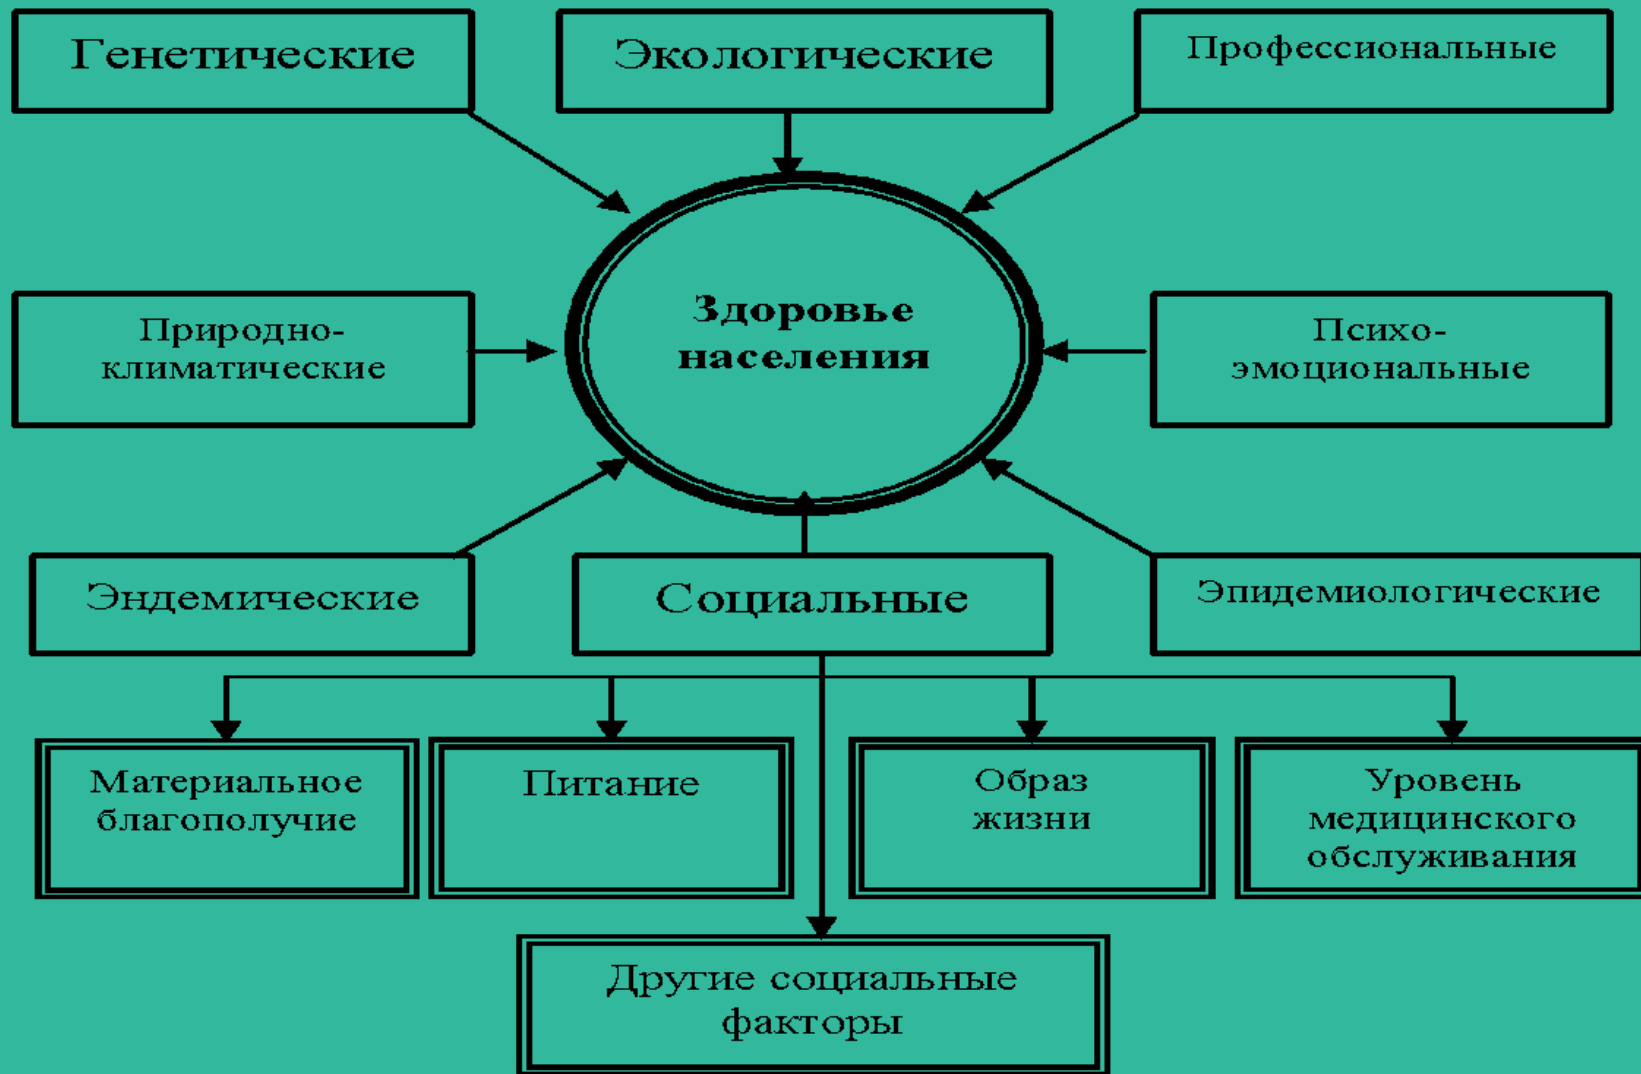 Генетические
Экологические
Профессиональные
Природно-
климатические
Здоровье
населения
Психо-
эмоциональные
Эндемические
Социальные
Эпидемиологические
Материальное
благополучие
Питание
Образ
жизни
Уровень
медицинского
обслуживания
Другие социальные
факторы